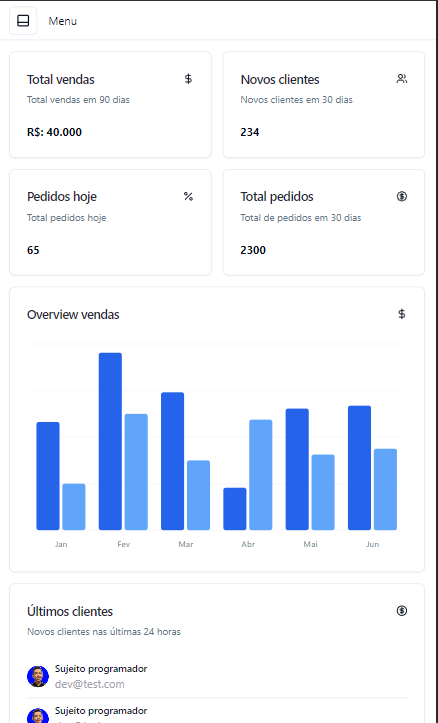 Menu
Total vendas
Total vendas em 90 dias
R$: 40.000
Novos clientes
Novos clientes em 30 dias
234
Pedidos hoje
Total pedidos hoje
65
Total pedidos
Total de pedidos em 30 dias
2300
Overview vendas
Jan Fev Mar Abr Mai Jun
Últimos clientes
Novos clientes nas últimas 24 horas
Sujeito programador
dev@test.com
Sujeito programador